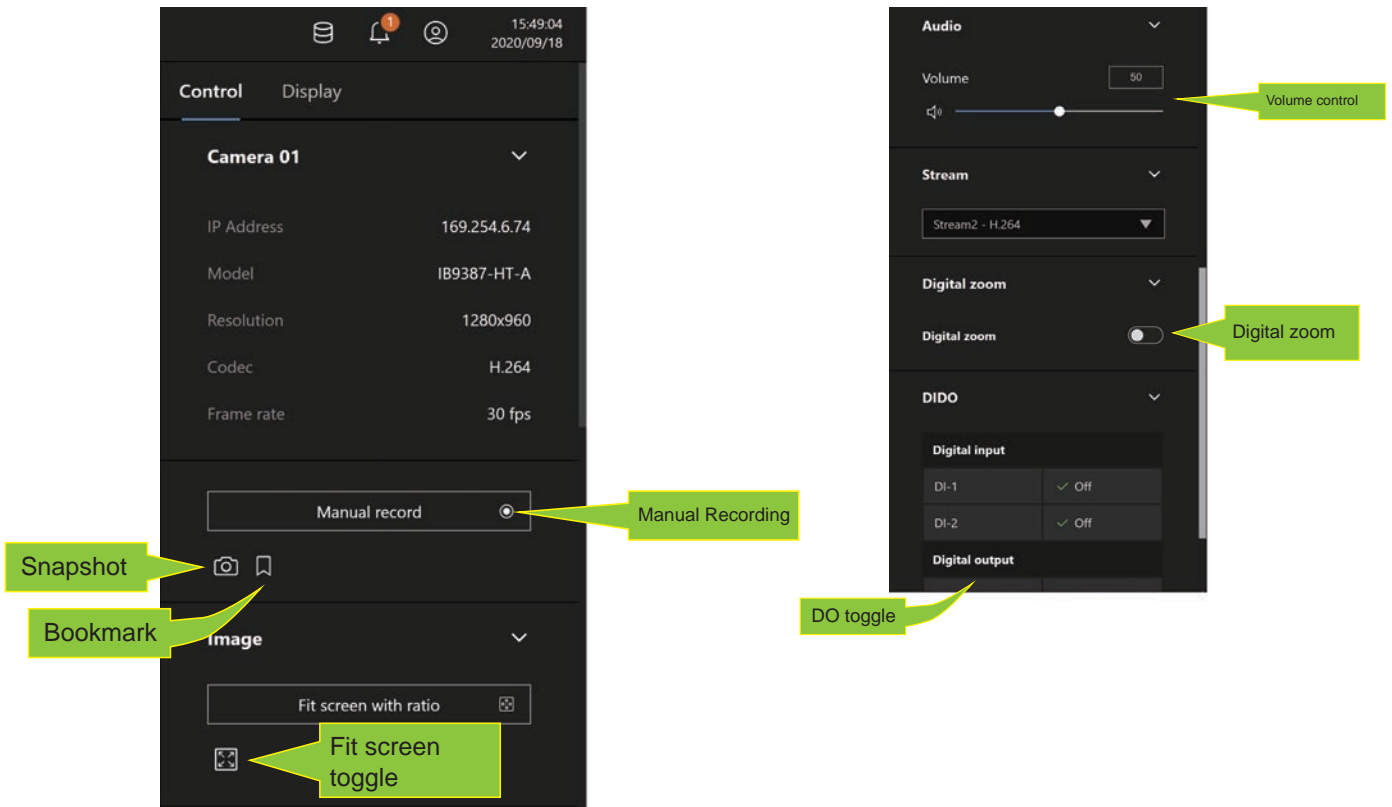 1
15:49:04
2020/09/18
Control Display
Camera 01
IP Address 169.254.6.74
Model IB9387-HT-A
Resolution 1280x960
Codec H.264
Frame rate 30 fps
Manual record
Manual Recording
Snapshot
Bookmark
Image
Fit screen with ratio
Fit screen
toggle
Audio
Volume 50
Volume control
Stream
Stream2 - H.264
Digital zoom
Digital zoom
Digital zoom
DIDO
Digital input
DI-1 Off
DI-2 Off
Digital output
DO toggle